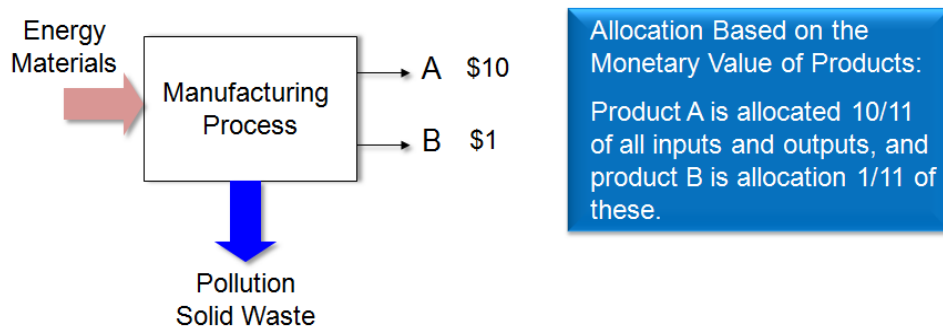 Energy
Materials
Manufacturing
Process
A $10
B $1
Pollution
Solid Waste
Allocation Based on the
Monetary Value of Products:
Product A is allocated 10/11
of all inputs and outputs, and
product B is allocation 1/11 of
these.